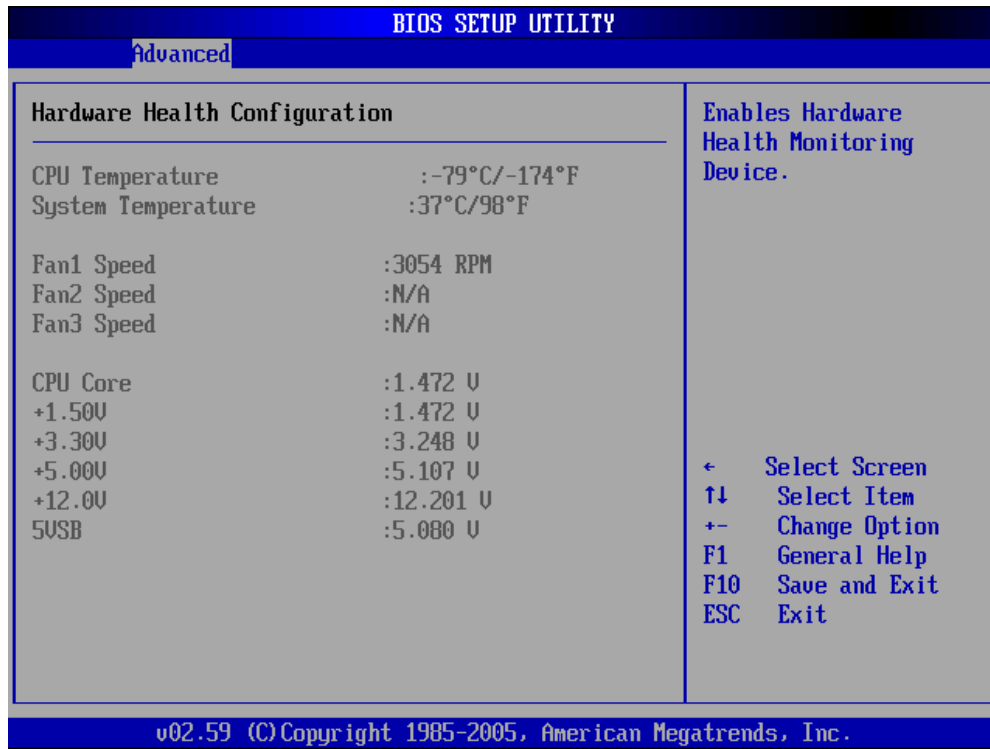 BIOS SETUP UTILITY
Advanced
Hardware Health Configuration
CPU Temperature :-79°C/-174°F
System Temperature :37°C/98°F
Fan1 Speed :3054 RPM
Fan2 Speed :N/A
Fan3 Speed :N/A
CPU Core :1.472 V
+1.50V :1.472 V
+3.30V :3.248 V
+5.00V :5.107 V
+12.0V :12.201 V
5VSB :5.080 V
Enables Hardware
Health Monitoring
Device.
← Select Screen
↑↓ Select Item
+- Change Option
F1 General Help
F10 Save and Exit
ESC Exit
v02.59 (C)Copyright 1985-2005, American Megatrends, Inc.